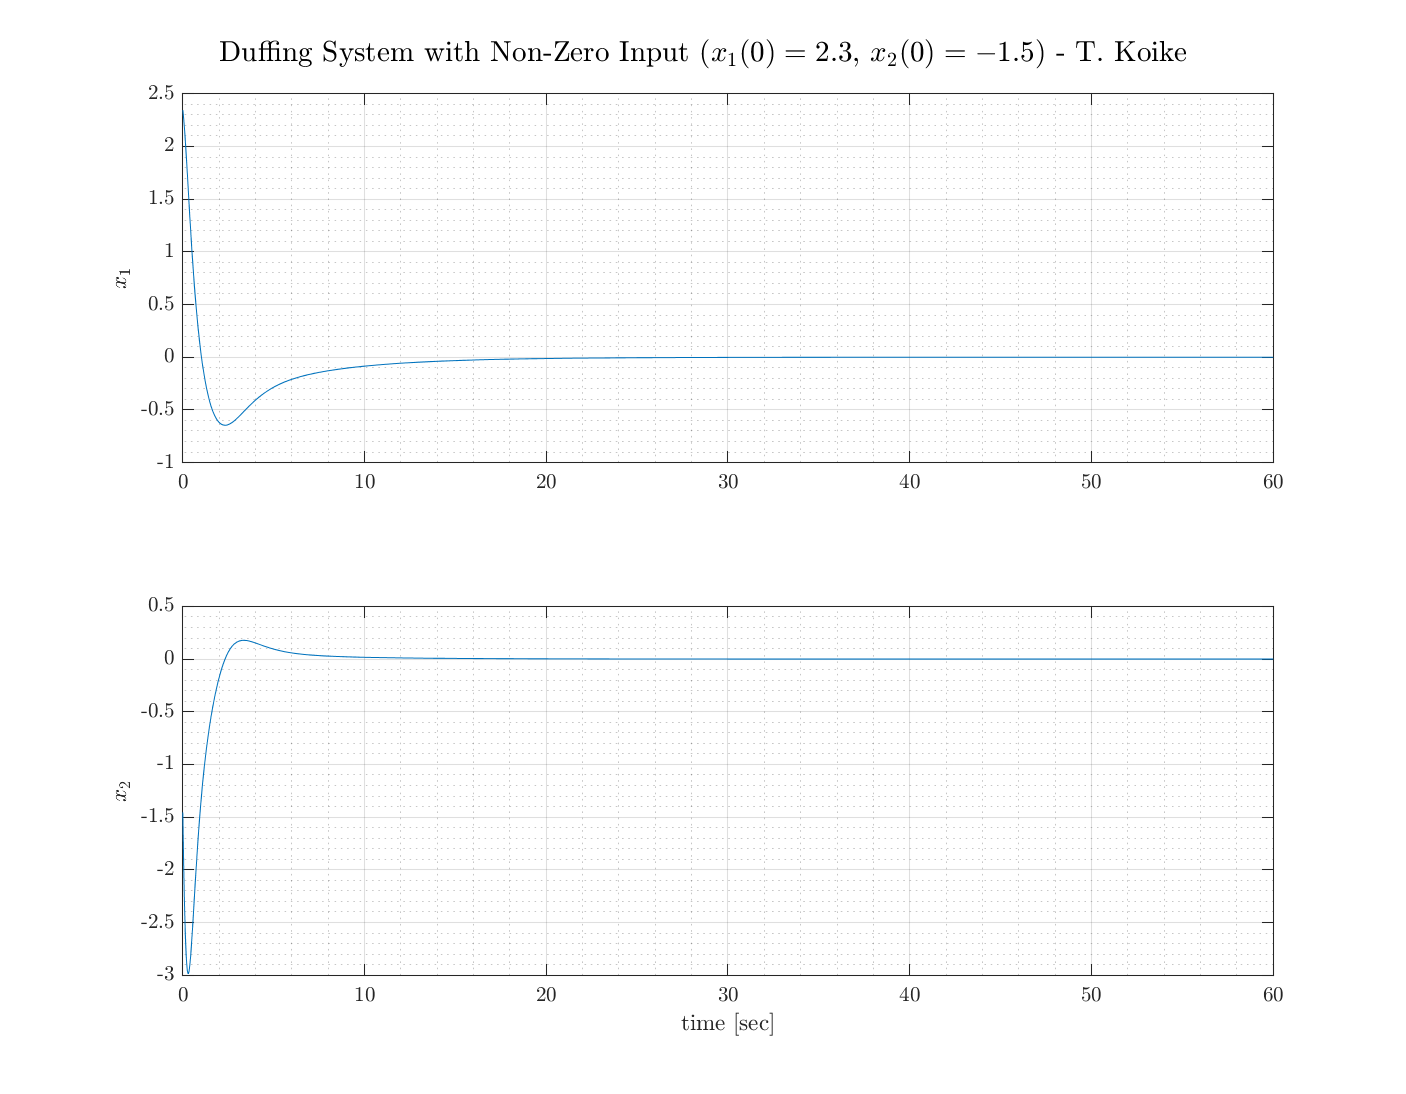 Duffing System with Non-Zero Input (x₁(0) = 2.3, x₂(0) = −1.5) - T. Koike
2.5
2
1.5
1
0.5
0
-0.5
-1
x₁
0 10 20 30 40 50 60
0.5
0
-0.5
-1
-1.5
-2
-2.5
-3
x₂
0 10 20 30 40 50 60
time [sec]